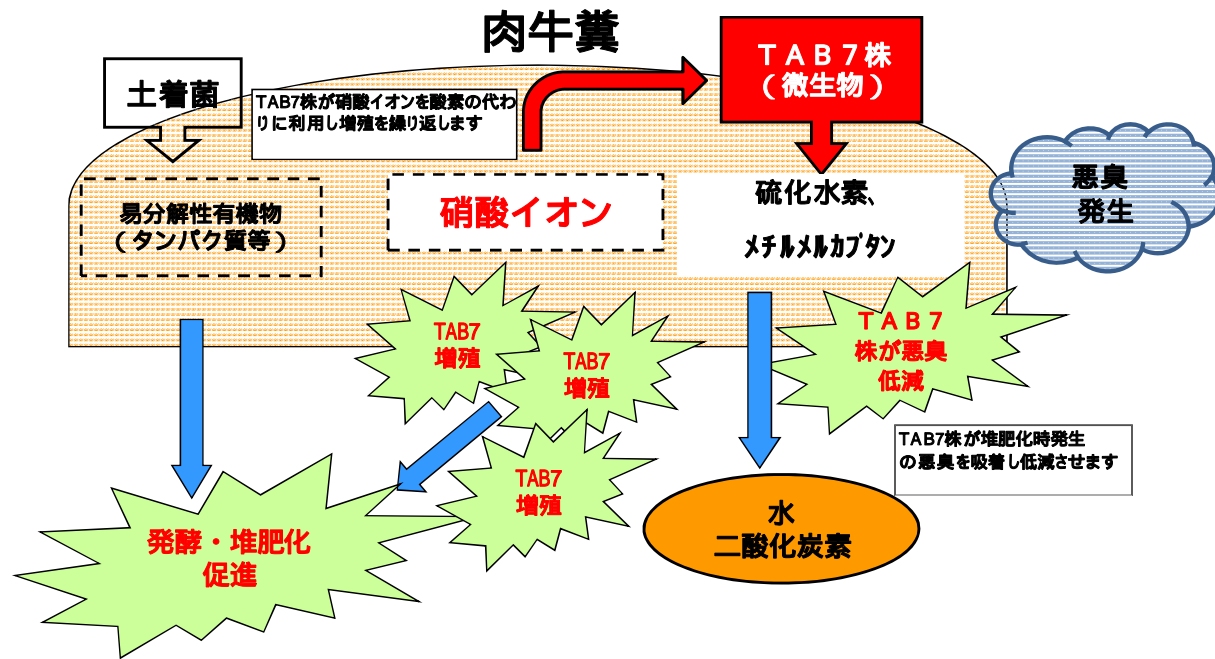 肉牛糞
土着菌
TAB7株が硝酸イオンを酸素の代わ
りに利用し増殖を繰り返します
TAB7株
(微生物)
易分解性有機物
(タンパク質等)
硝酸イオン
硫化水素、
メチルメルカプタン
悪臭
発生
TAB7
増殖
TAB7
増殖
TAB7
増殖
TAB7
株が悪臭
低減
TAB7株が堆肥化時発生
の悪臭を吸着し低減させます
発酵・堆肥化
促進
水
二酸化炭素